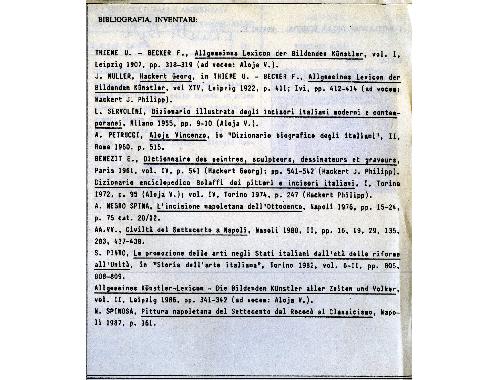 BIBLIOGRAFIA, INVENTARI:
THIEME U. - BECKER F., Allgemeines Lexicon der Bildenden Künstler, vol. I,
Leipzig 1907, pp. 318-319 (ad vocem: Aloja V.).
J. MULLER, Hackert Georg, in THIEME U. - BECKER F., Allgemeines Lexicon der
Bildenden Künstler, vol XIV, Leipzig 1922, p. 411; Ivi, pp. 412-414 (ad vocem:
Hackert J. Philipp).
L. SERVOLINI, Dizionario illustrato degli incisori italiani moderni e contem-
poranei, Milano 1955, pp. 9-10 (Aloja V.).
A. PETRUCCI, Aloja Vincenzo, in "Dizionario biografico degli italiani", II,
Roma 1960, p. 515.
BENEZIT E., Dictionnaire des peintres, sculpteurs, dessinateurs et graveurs,
Paris 1961, vol. IV, p. 541 (Hackert Georg); pp. 541-542 (Hackert J. Philipp).
Dizionario enciclopedico Bolaffi dei pittori e incisori italiani, I, Torino
1972, p. 95 (Aloja V.); vol. IV, Torino 1974, p. 247 (Hackert Philipp).
A. NEGRO SPINA, L'incisione napoletana dell'Ottocento, Napoli 1976, pp. 15-24,
p. 75 cat. 20/22.
AA.VV., Civiltà del Settecento a Napoli, Napoli 1980, II, pp. 16, 19, 29, 135,
203, 437-438.
S. PINTO, La promozione delle arti negli Stati italiani dall'età delle riforme
all'Unità, in "Storia dell'arte italiana", Torino 1982, vol. 6-II, pp. 805,
808-809.
Allgemeines Künstler-Lexicon - Die Bildenden Künstler aller Zeiten und Völker,
vol. II, Leipzig 1986, pp. 341-342 (ad vocem: Aloja V.).
N. SPINOSA, Pittura napoletana del Settecento dal Rococò al Classicismo, Napo-
li 1987, p. 361.